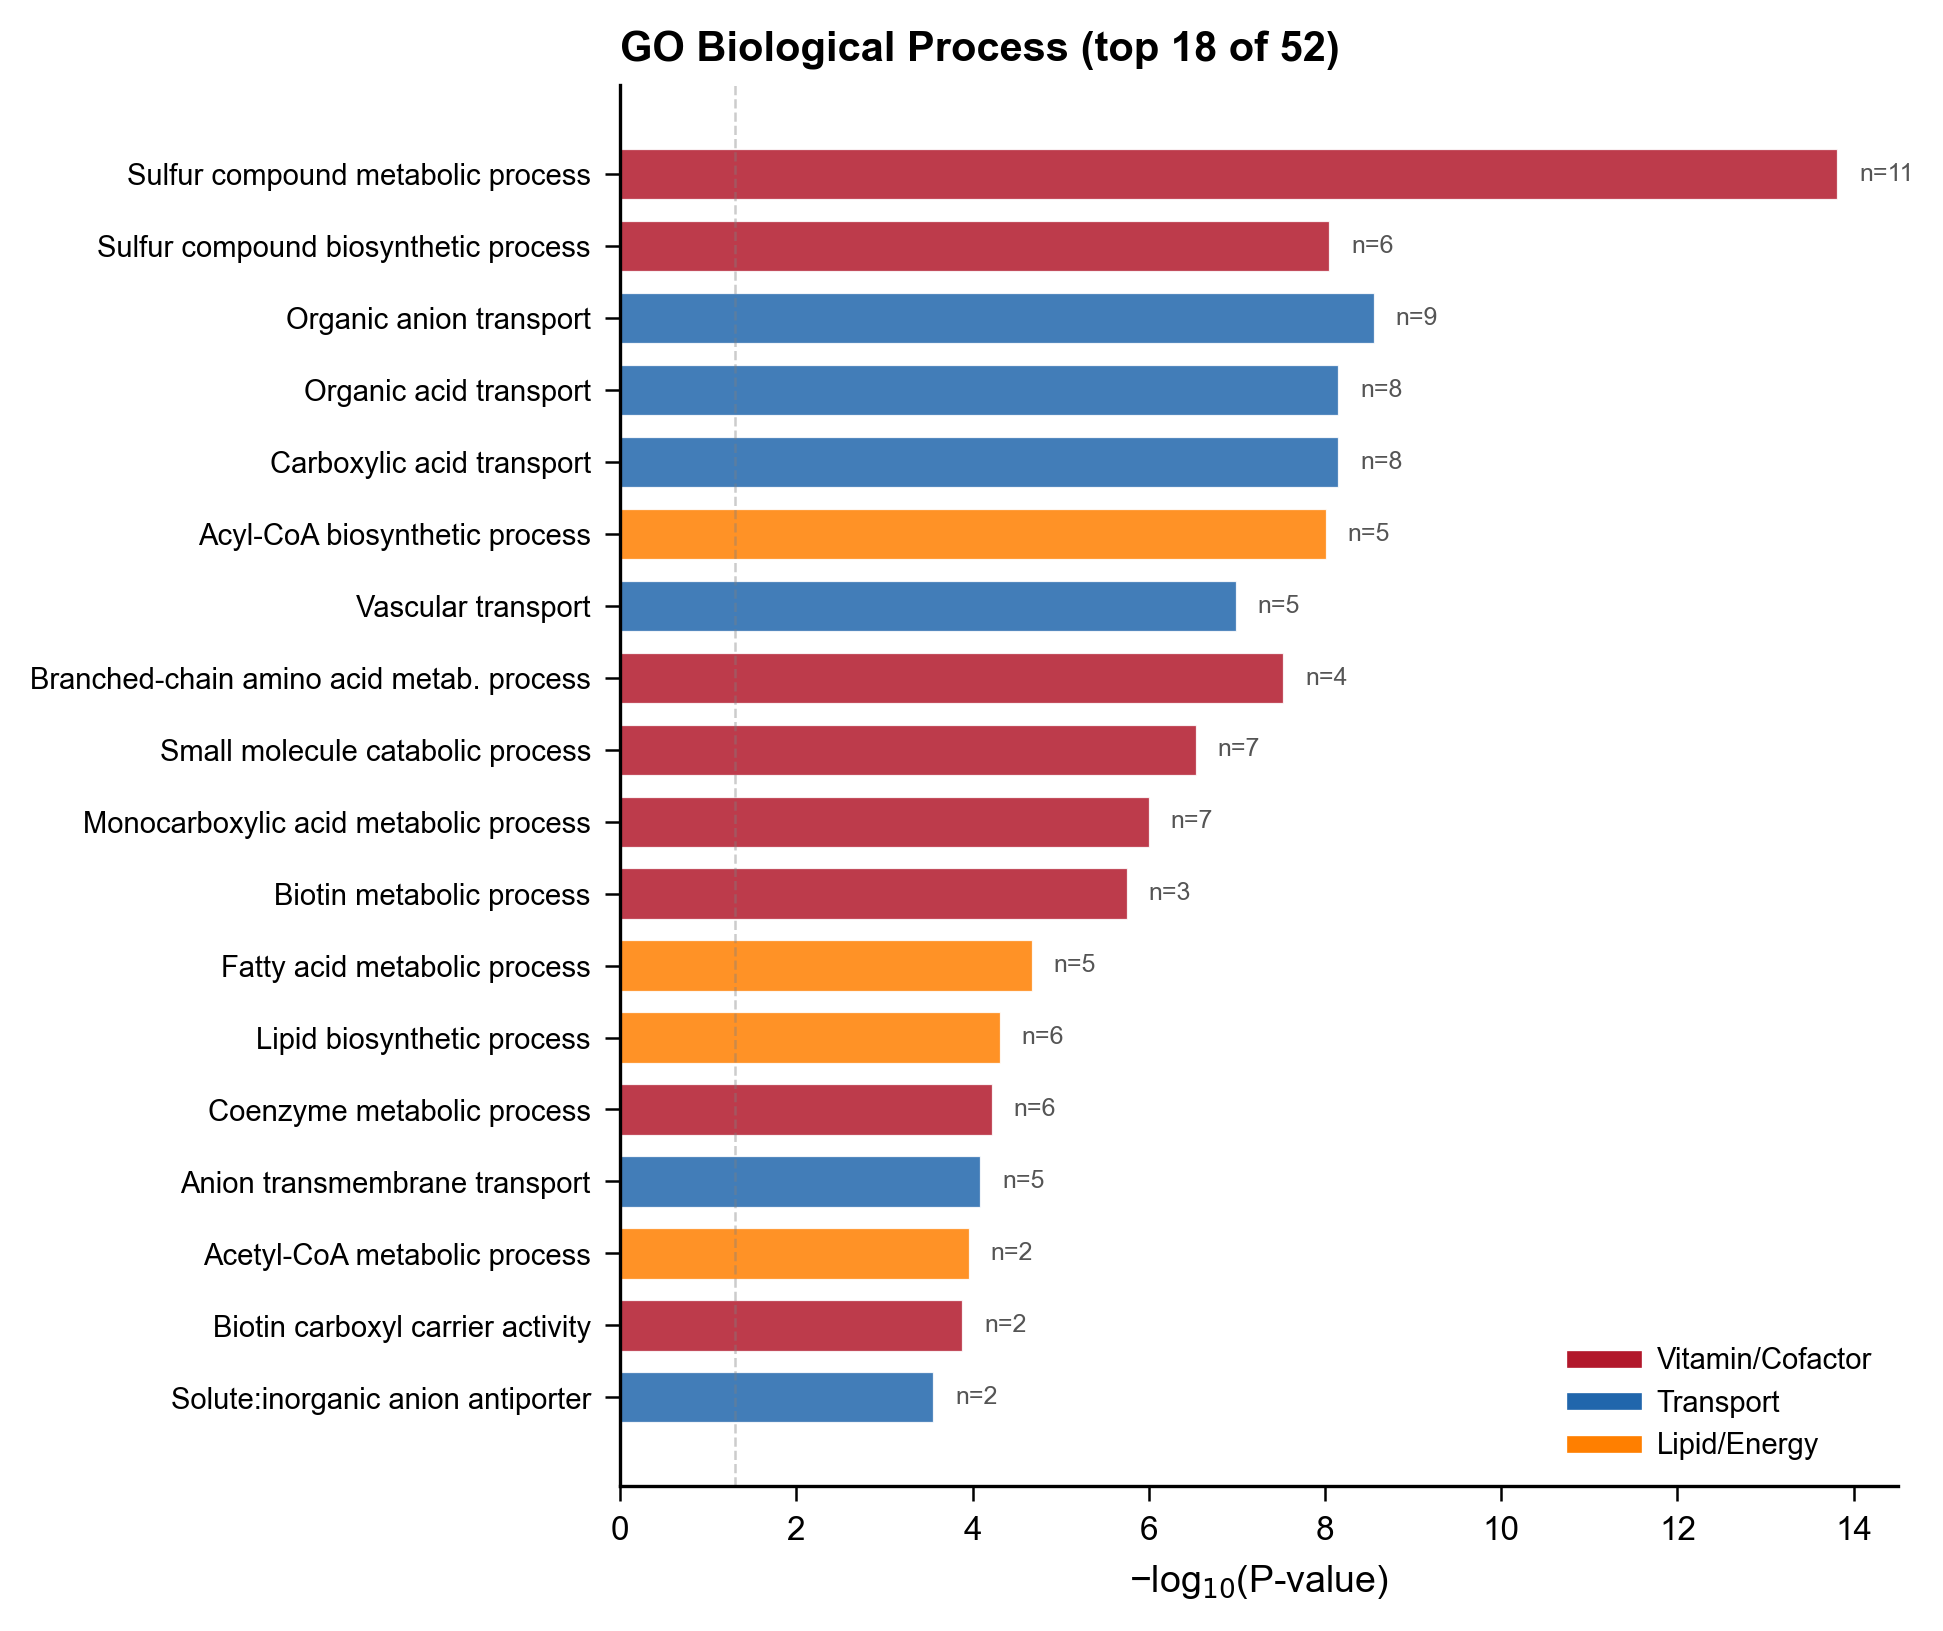 GO Biological Process (top 18 of 52)
Sulfur compound metabolic process n=11
Sulfur compound biosynthetic process n=6
Organic anion transport n=9
Organic acid transport n=8
Carboxylic acid transport n=8
Acyl-CoA biosynthetic process n=5
Vascular transport n=5
Branched-chain amino acid metab. process n=4
Small molecule catabolic process n=7
Monocarboxylic acid metabolic process n=7
Biotin metabolic process n=3
Fatty acid metabolic process n=5
Lipid biosynthetic process n=6
Coenzyme metabolic process n=6
Anion transmembrane transport n=5
Acetyl-CoA metabolic process n=2
Biotin carboxyl carrier activity n=2
Solute:inorganic anion antiporter n=2
Vitamin/Cofactor
Transport
Lipid/Energy
0 2 4 6 8 10 12 14
−log₁₀(P-value)